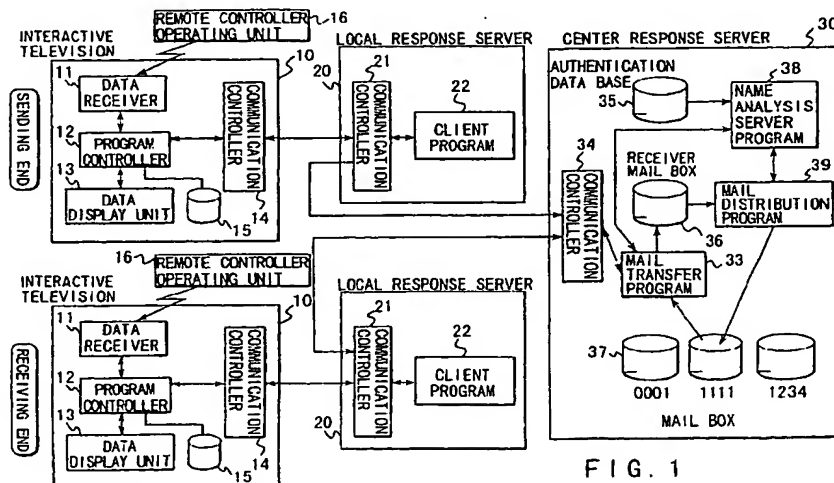 REMOTE CONTROLLER
OPERATING UNIT
16
INTERACTIVE
TELEVISION
10
SENDING END
11
DATA
RECEIVER
12
PROGRAM
CONTROLLER
13
DATA
DISPLAY UNIT
COMMUNICATION
CONTROLLER
14
15
LOCAL RESPONSE SERVER
20
21
COMMUNICATION
CONTROLLER
22
CLIENT
PROGRAM
CENTER RESPONSE SERVER
30
AUTHENTICATION
DATA BASE
35
38
NAME
ANALYSIS
SERVER
PROGRAM
34
COMMUNICATION
CONTROLLER
RECEIVER
MAIL BOX
36
39
MAIL
DISTRIBUTION
PROGRAM
MAIL
TRANSFER
PROGRAM
33
37
0001
1111
1234
MAIL BOX
16
REMOTE CONTROLLER
OPERATING UNIT
INTERACTIVE
TELEVISION
10
RECEIVING END
11
DATA
RECEIVER
12
PROGRAM
CONTROLLER
13
DATA
DISPLAY UNIT
COMMUNICATION
CONTROLLER
14
15
LOCAL RESPONSE SERVER
21
COMMUNICATION
CONTROLLER
22
CLIENT
PROGRAM
20
FIG. 1